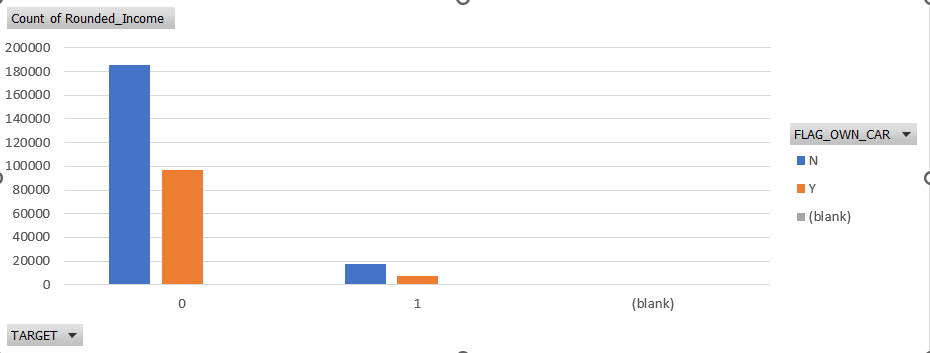 Count of Rounded_Income
200000
180000
160000
140000
120000
100000
80000
60000
40000
20000
0
0 1 (blank)
TARGET
FLAG_OWN_CAR
N
Y
(blank)